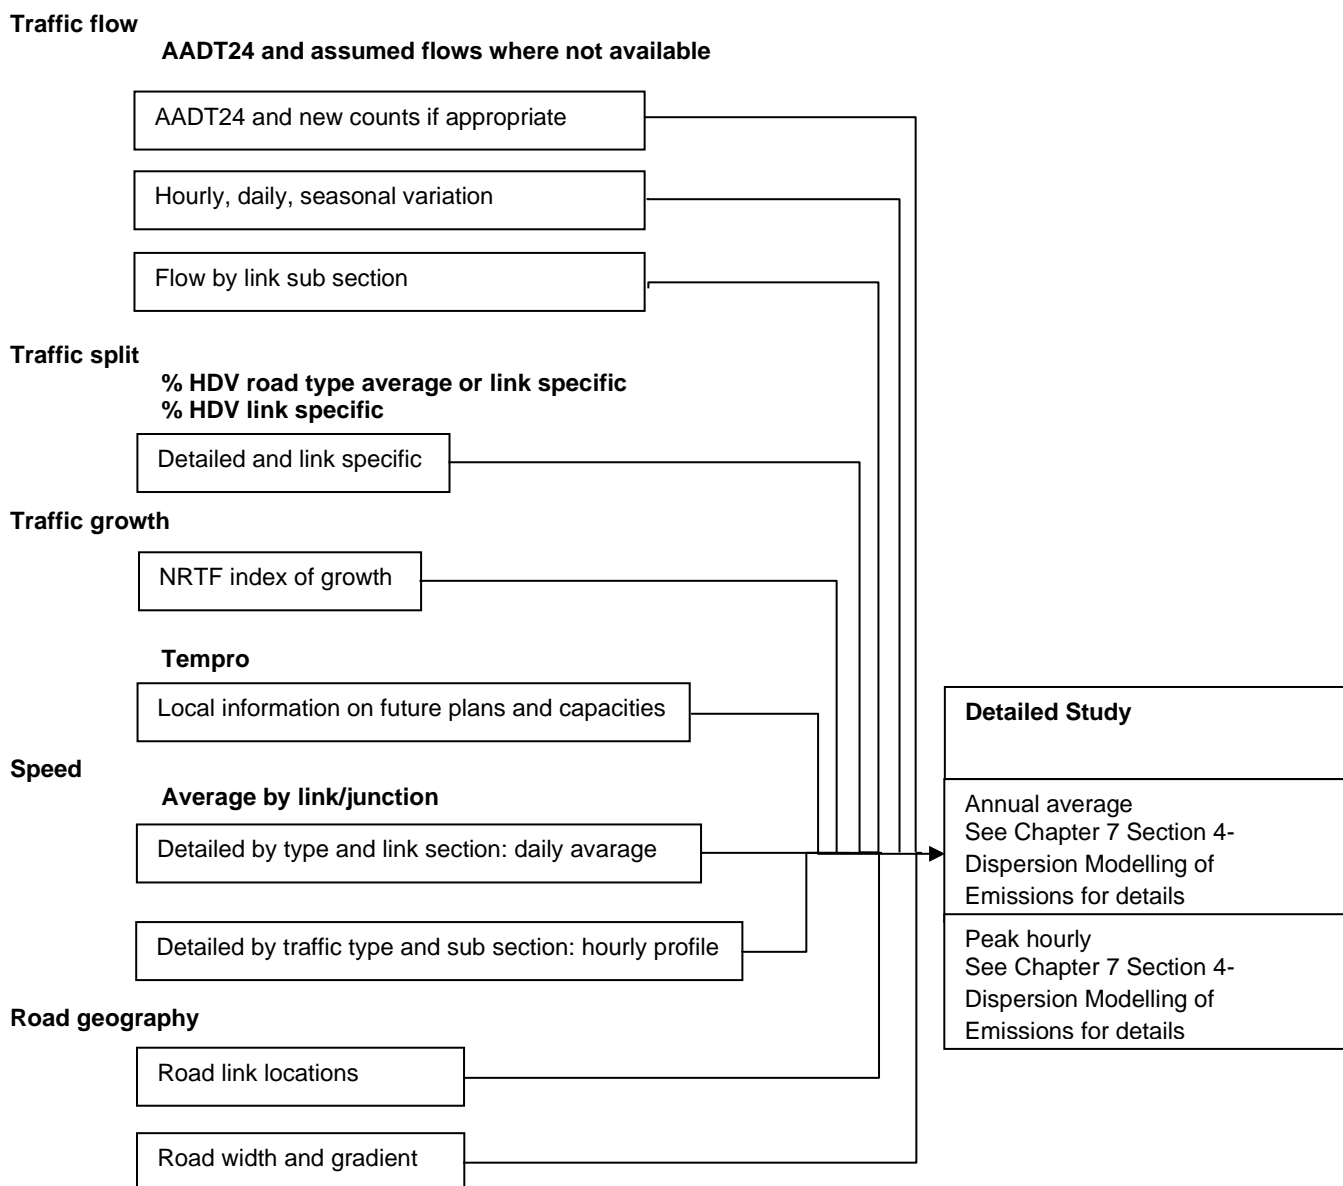 Traffic flow
AADT24 and assumed flows where not available
AADT24 and new counts if appropriate
Hourly, daily, seasonal variation
Flow by link sub section
Traffic split
% HDV road type average or link specific
% HDV link specific
Detailed and link specific
Traffic growth
NRTF index of growth
Tempro
Local information on future plans and capacities
Speed
Average by link/junction
Detailed by type and link section: daily avarage
Detailed by traffic type and sub section: hourly profile
Road geography
Road link locations
Road width and gradient
Detailed Study
Annual average
See Chapter 7 Section 4-
Dispersion Modelling of
Emissions for details
Peak hourly
See Chapter 7 Section 4-
Dispersion Modelling of
Emissions for details